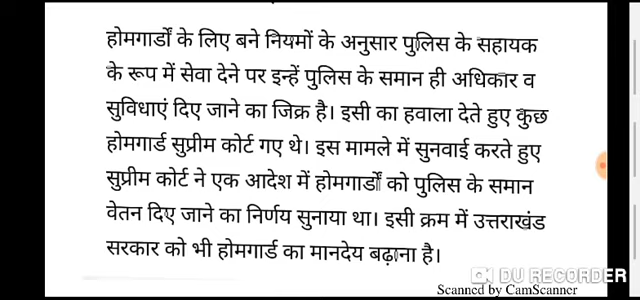 होमगार्डों के लिए बने नियमों के अनुसार पुलिस के सहायक
के रूप में सेवा देने पर इन्हें पुलिस के समान ही अधिकार व
सुविधाएं दिए जाने का जिक्र है। इसी का हवाला देते हुए कुछ
होमगार्ड सुप्रीम कोर्ट गए थे। इस मामले में सुनवाई करते हुए
सुप्रीम कोर्ट ने एक आदेश में होमगार्डों को पुलिस के समान
वेतन दिए जाने का निर्णय सुनाया था। इसी क्रम में उत्तराखंड
सरकार को भी होमगार्ड का मानदेय बढ़ाना है।
DU RECORDER
Scanned by CamScanner